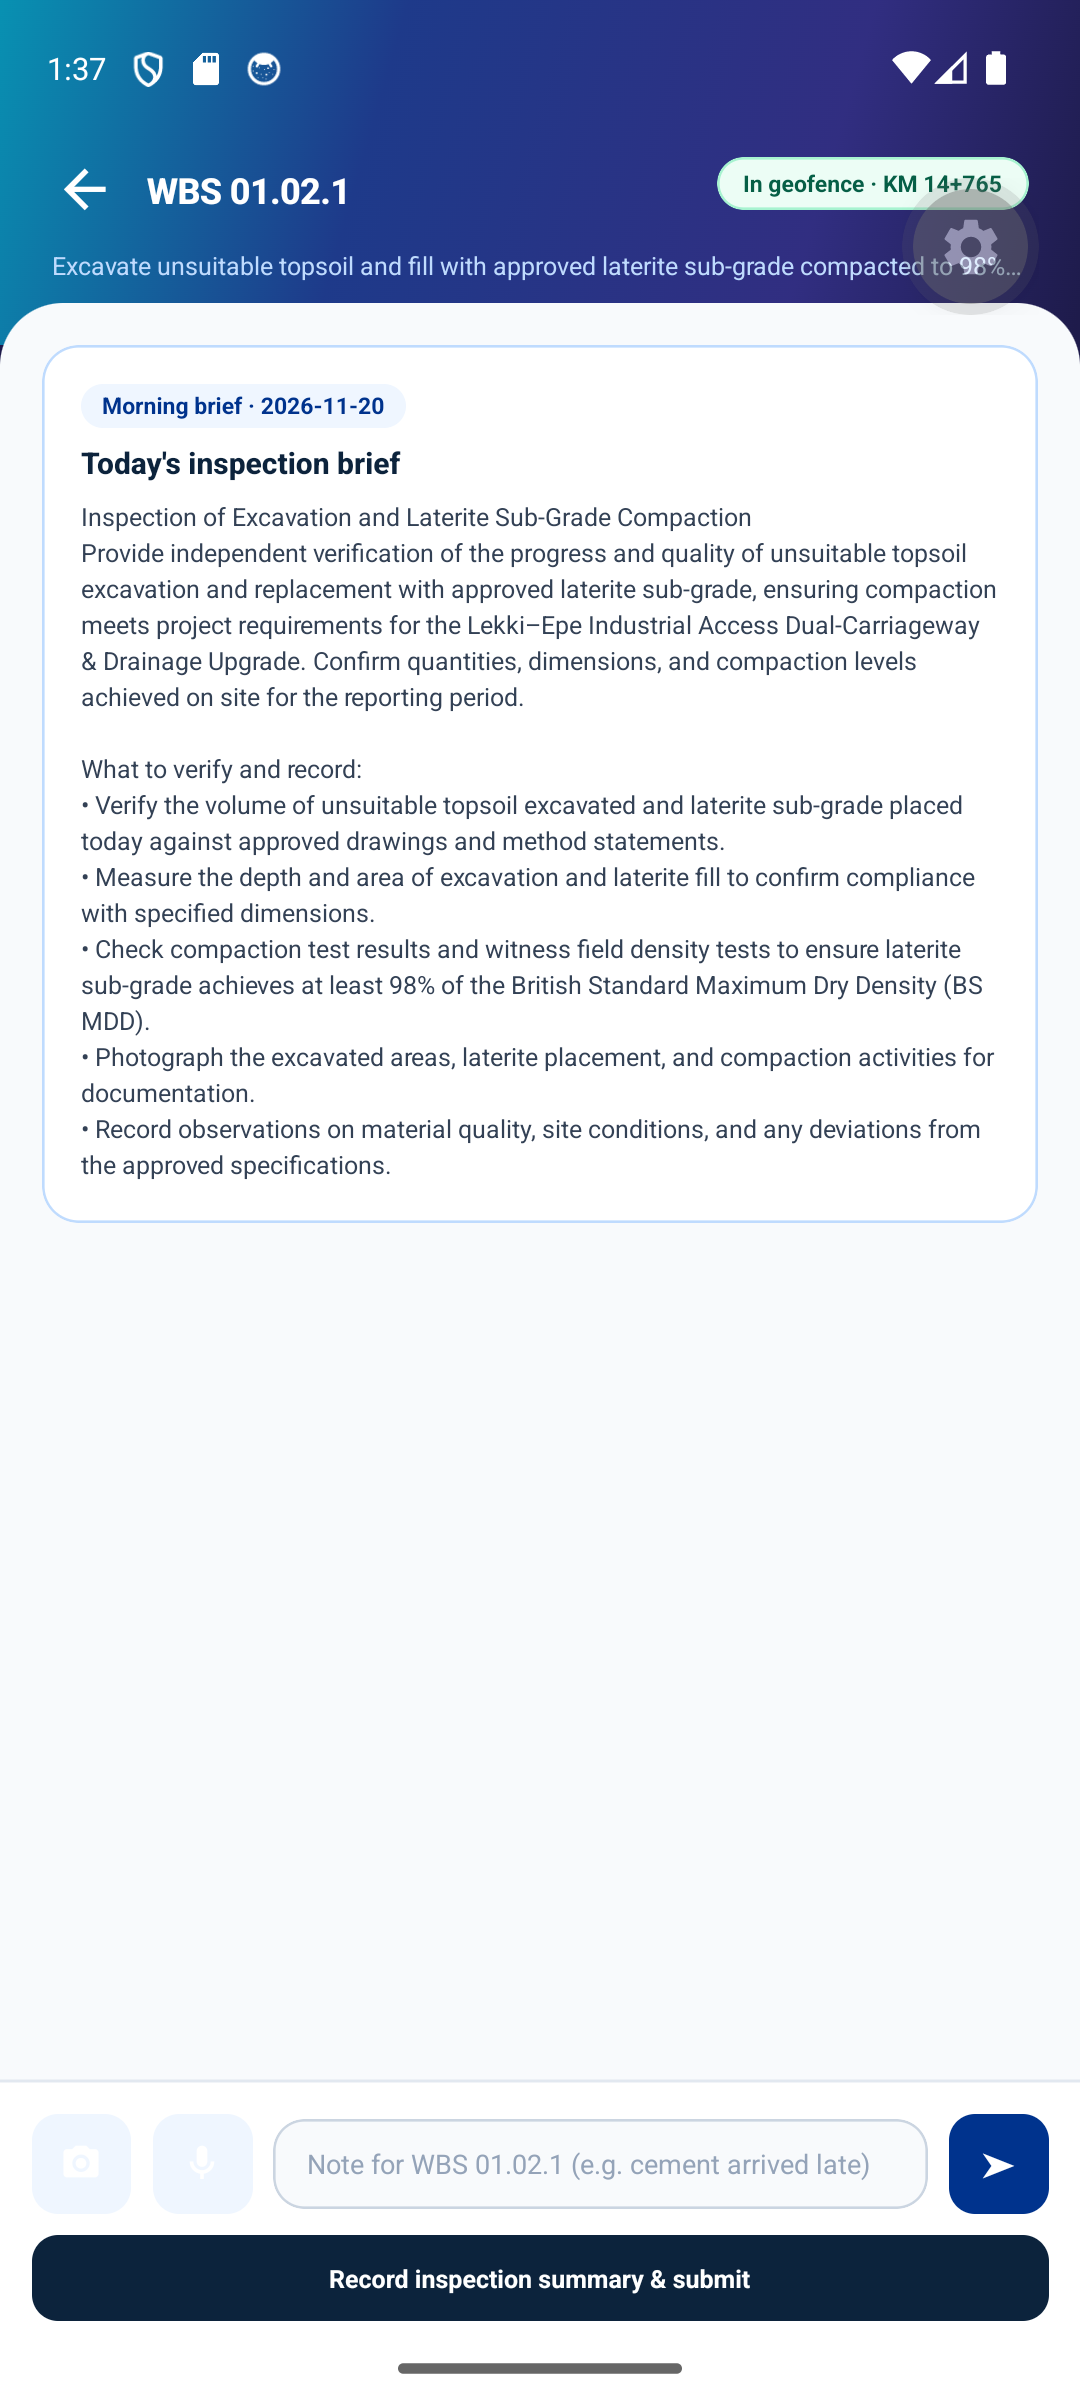 1:37
WBS 01.02.1
In geofence · KM 14+765
Excavate unsuitable topsoil and fill with approved laterite sub-grade compacted to 98%...
Morning brief · 2026-11-20
Today's inspection brief
Inspection of Excavation and Laterite Sub-Grade Compaction
Provide independent verification of the progress and quality of unsuitable topsoil
excavation and replacement with approved laterite sub-grade, ensuring compaction
meets project requirements for the Lekki–Epe Industrial Access Dual-Carriageway
& Drainage Upgrade. Confirm quantities, dimensions, and compaction levels
achieved on site for the reporting period.
What to verify and record:
• Verify the volume of unsuitable topsoil excavated and laterite sub-grade placed
today against approved drawings and method statements.
• Measure the depth and area of excavation and laterite fill to confirm compliance
with specified dimensions.
• Check compaction test results and witness field density tests to ensure laterite
sub-grade achieves at least 98% of the British Standard Maximum Dry Density (BS
MDD).
• Photograph the excavated areas, laterite placement, and compaction activities for
documentation.
• Record observations on material quality, site conditions, and any deviations from
the approved specifications.
Note for WBS 01.02.1 (e.g. cement arrived late)
Record inspection summary & submit